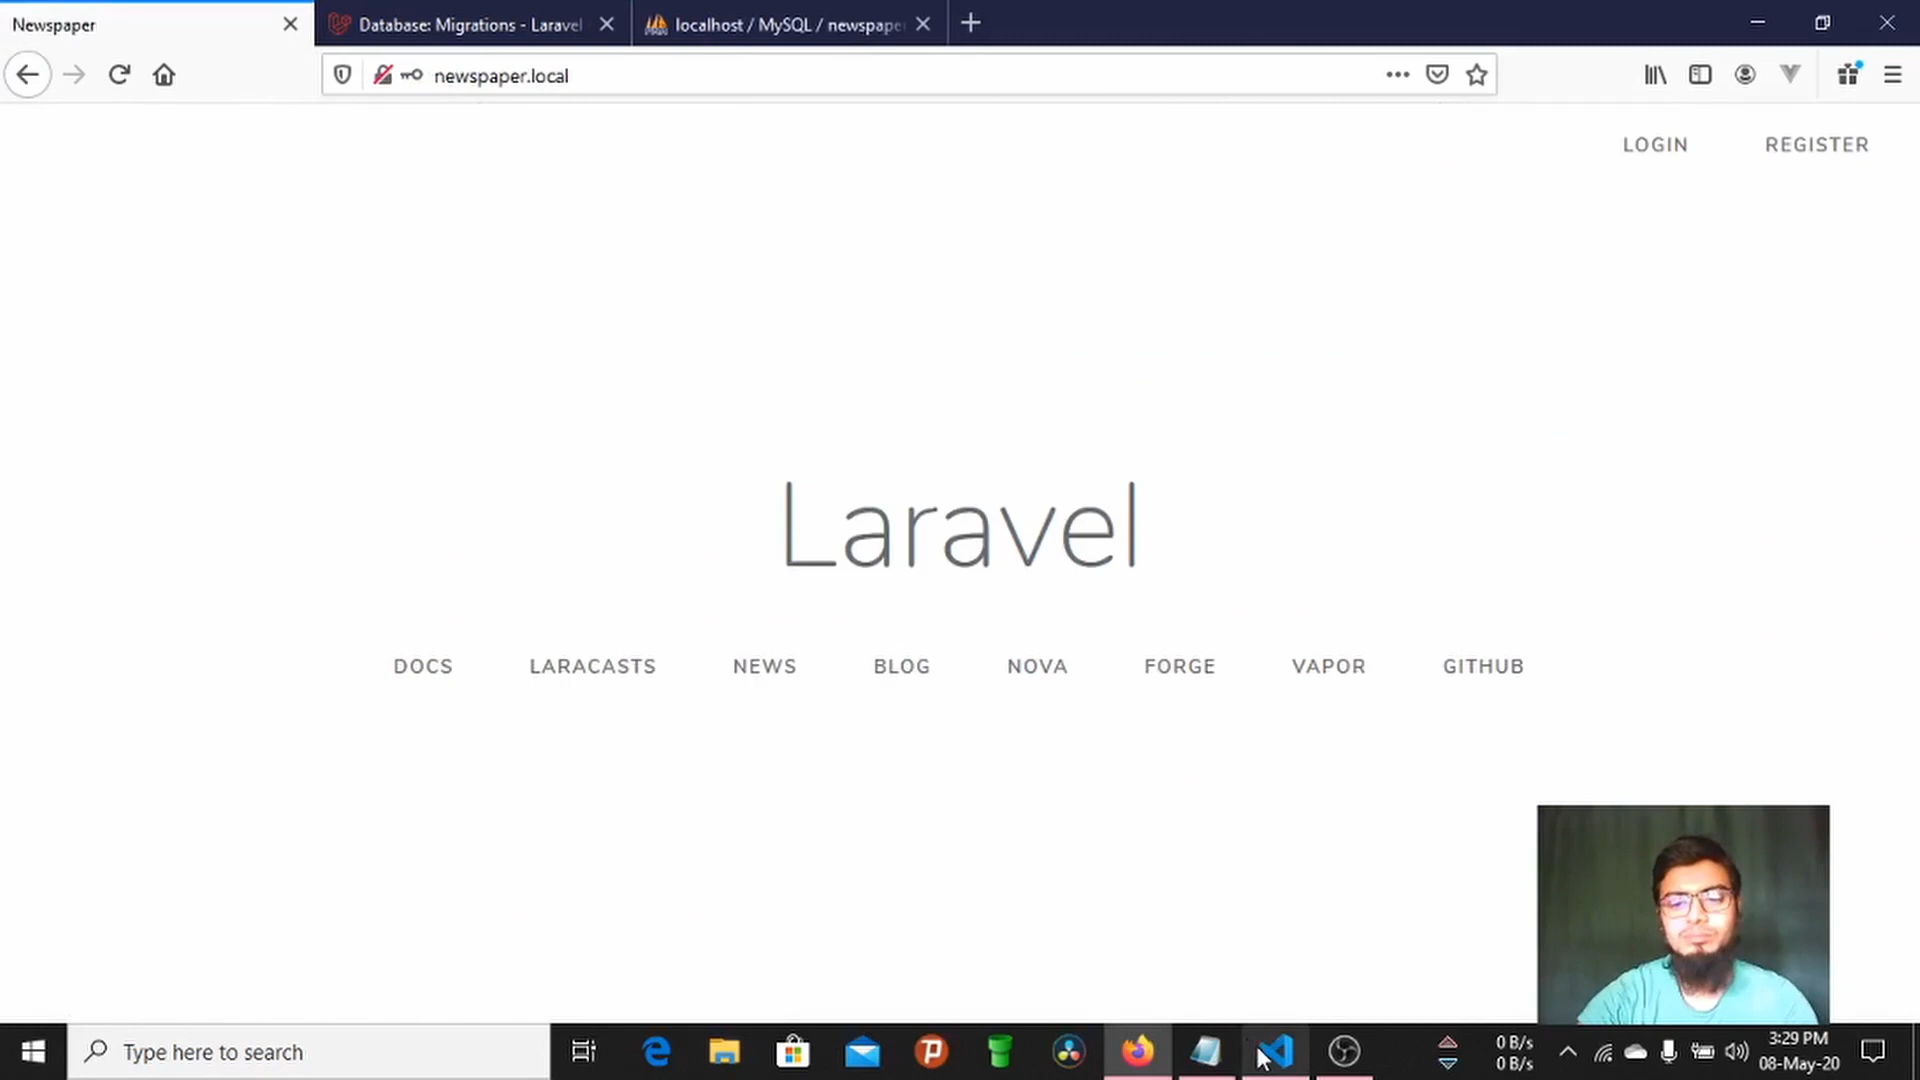 Newspaper
Database: Migrations - Laravel
localhost / MySQL / newspaper
newspaper.local
LOGIN REGISTER
Laravel
DOCS LARACASTS NEWS BLOG NOVA FORGE VAPOR GITHUB
Type here to search
0 B/s
0 B/s
3:29 PM
08-May-20